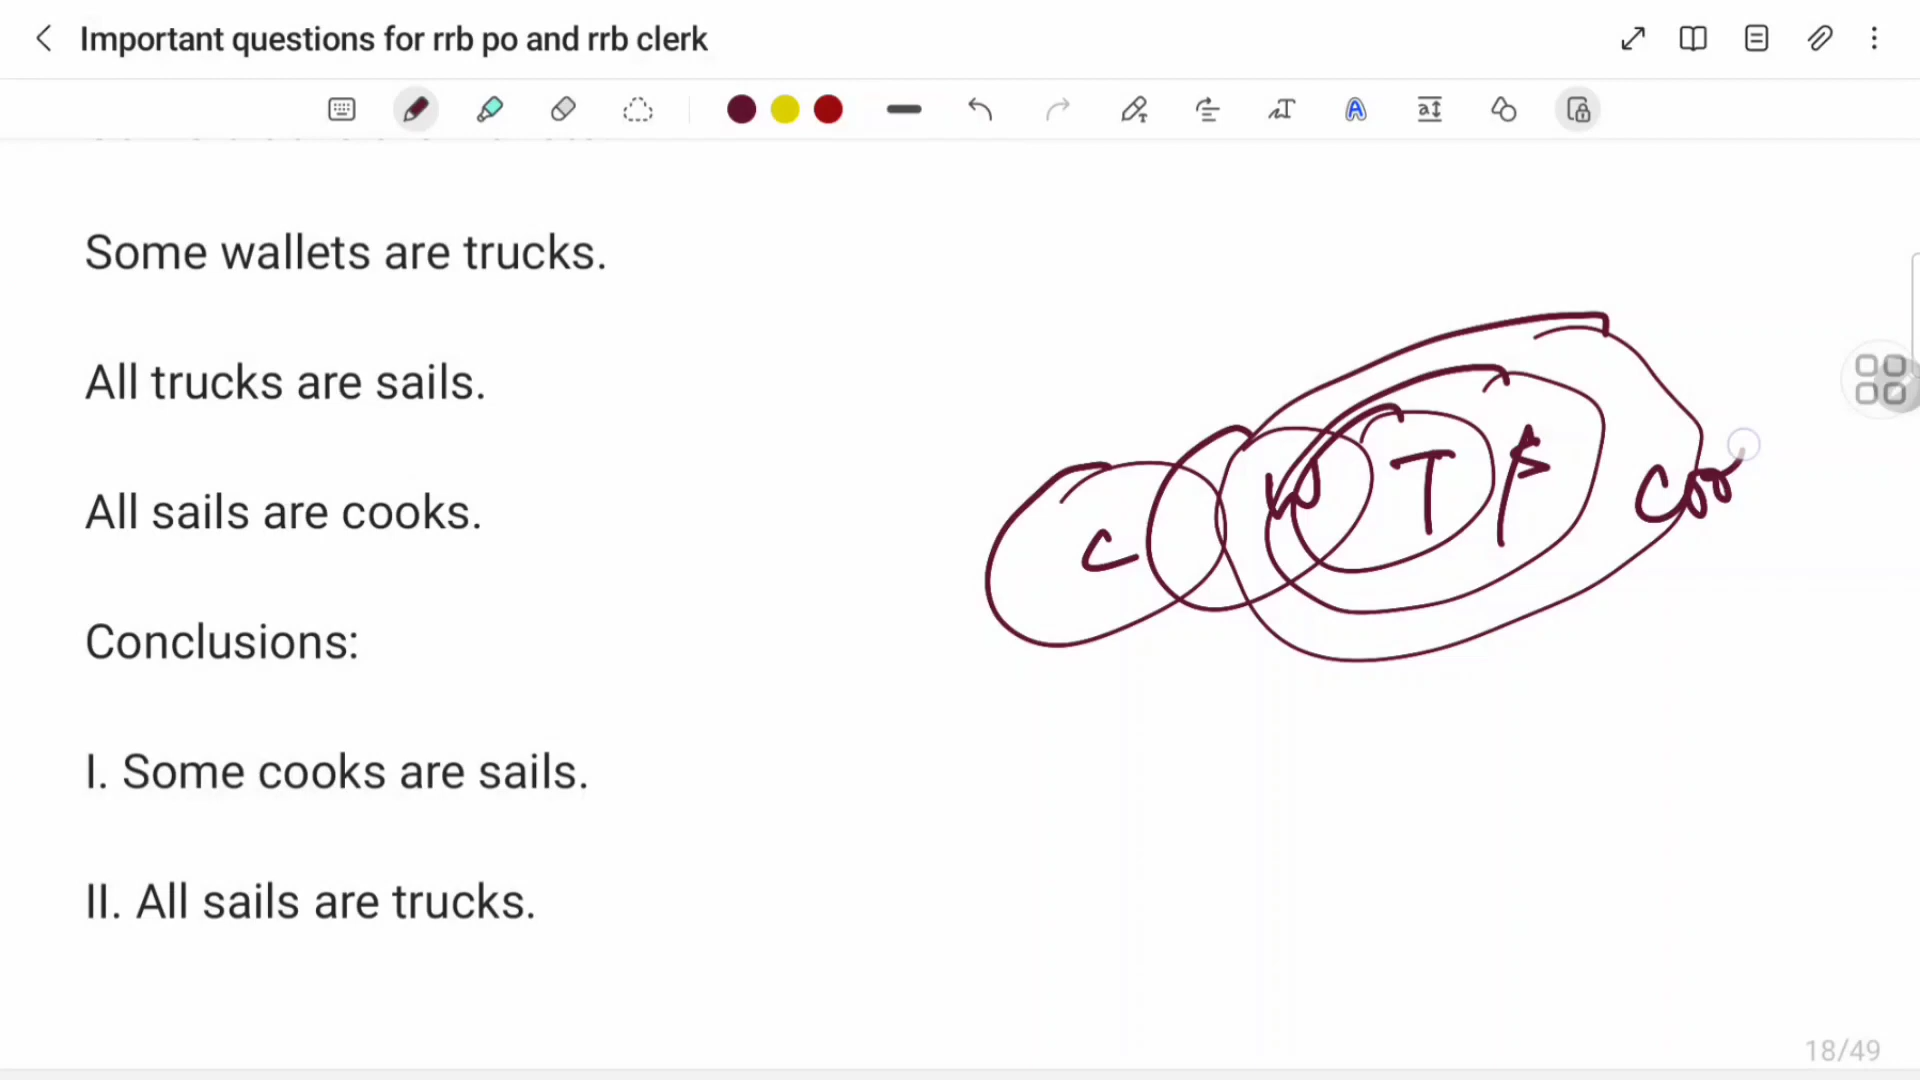 Important questions for rrb po and rrb clerk
Some wallets are trucks.
All trucks are sails.
All sails are cooks.
Conclusions:
I. Some cooks are sails.
II. All sails are trucks.
C W T S Coo
18/49